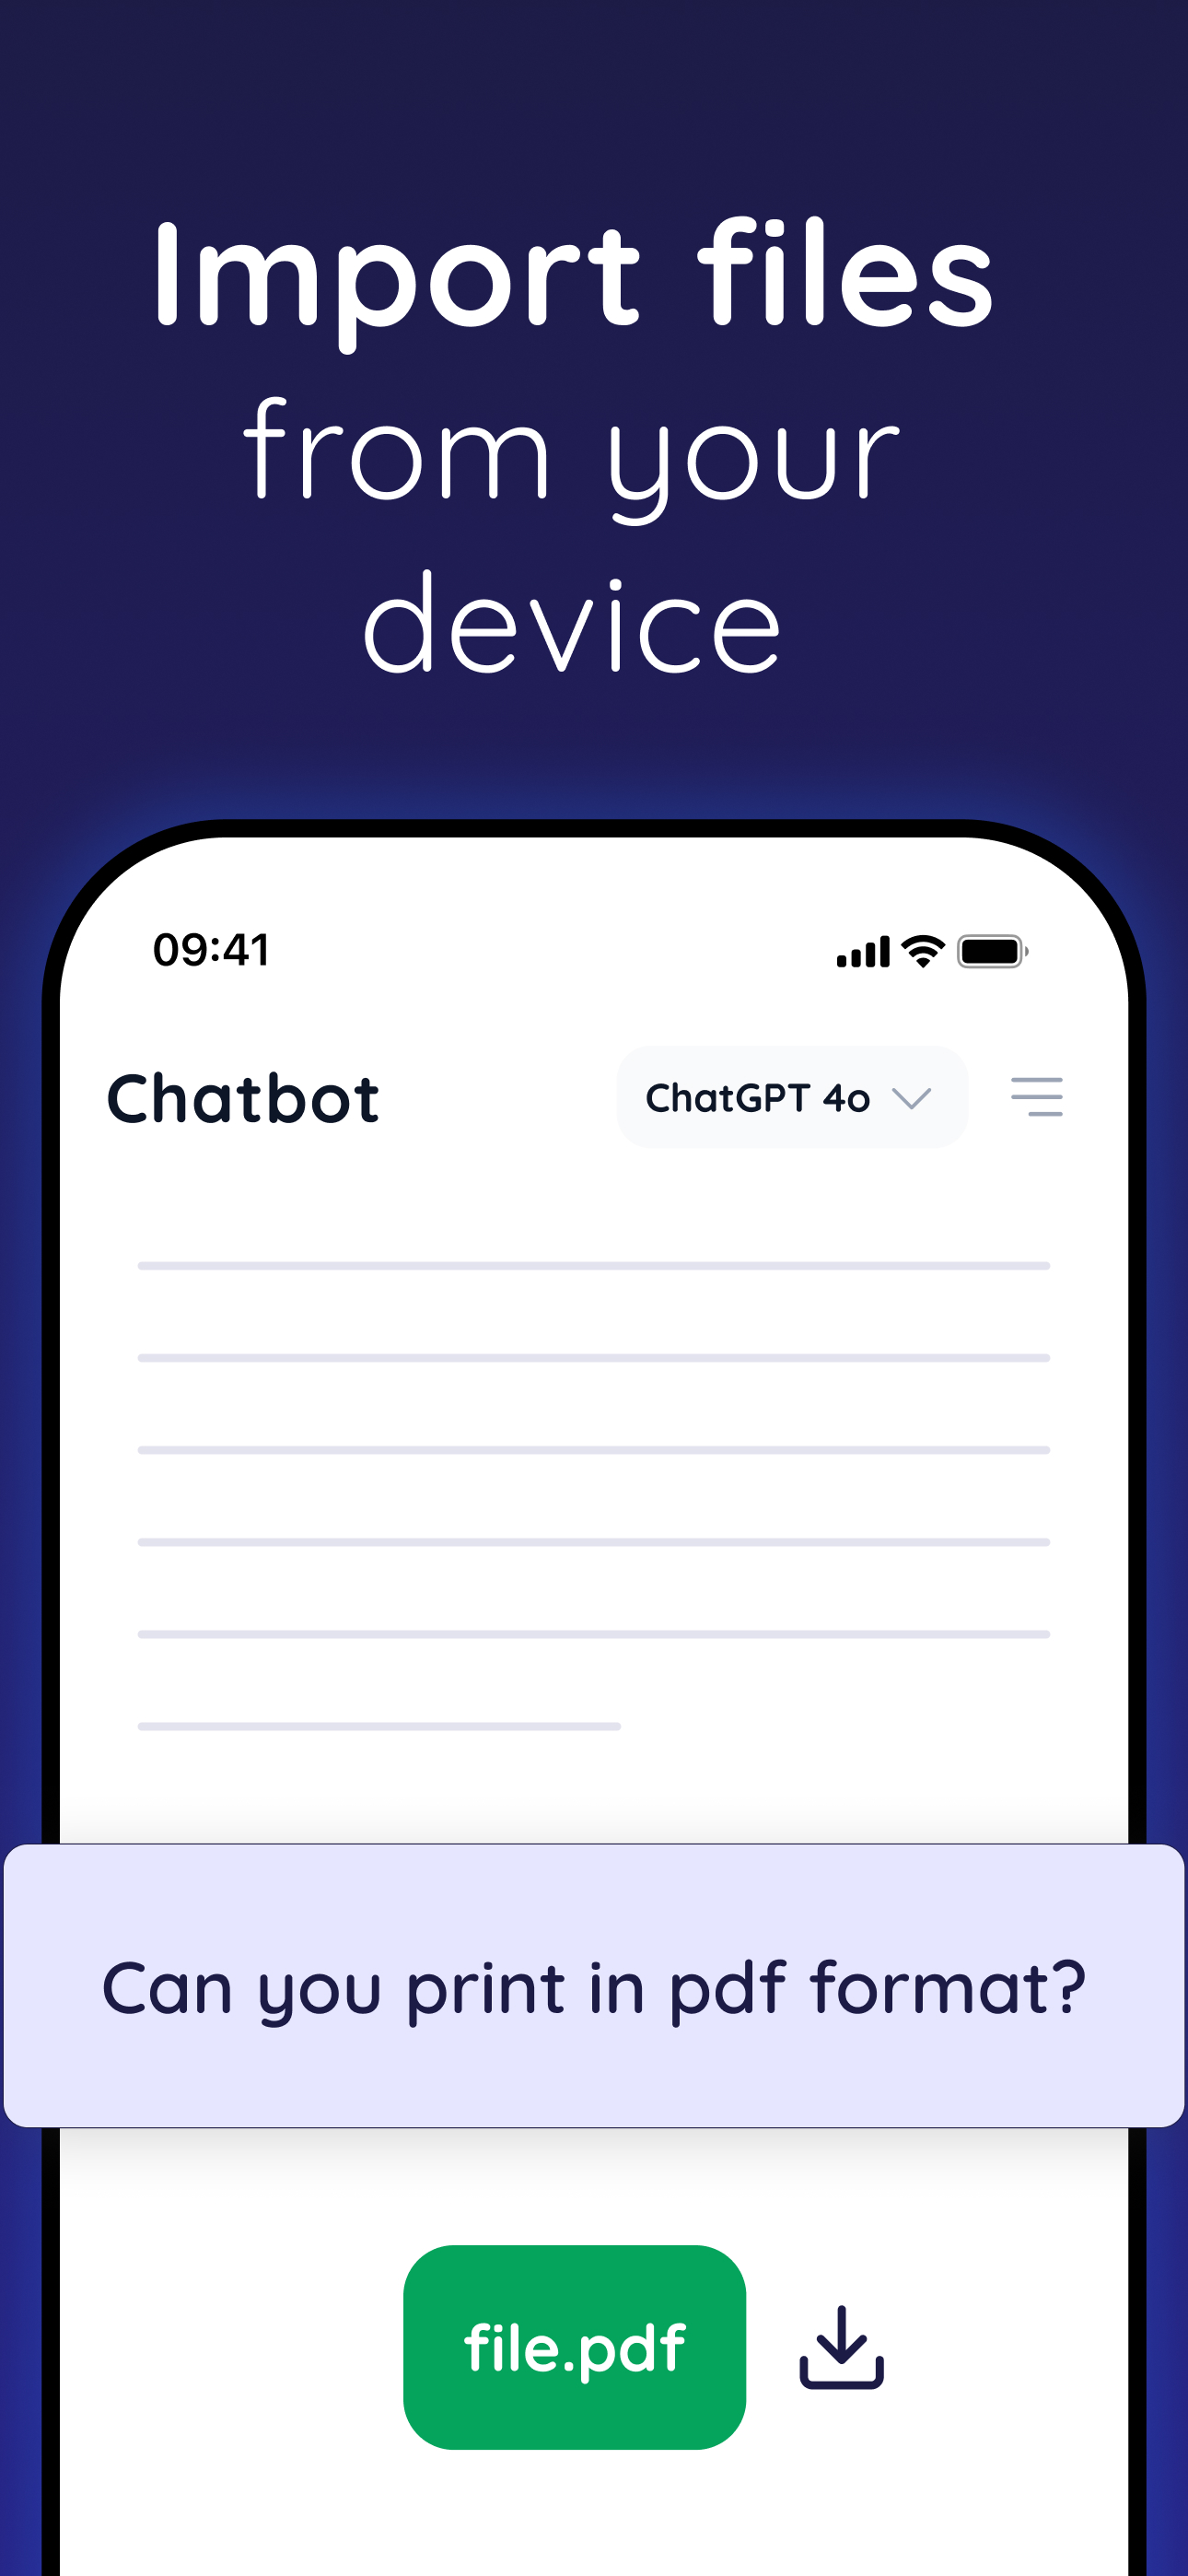 Import files
from your
device
09:41
Chatbot
ChatGPT 4o
Can you print in pdf format?
file.pdf